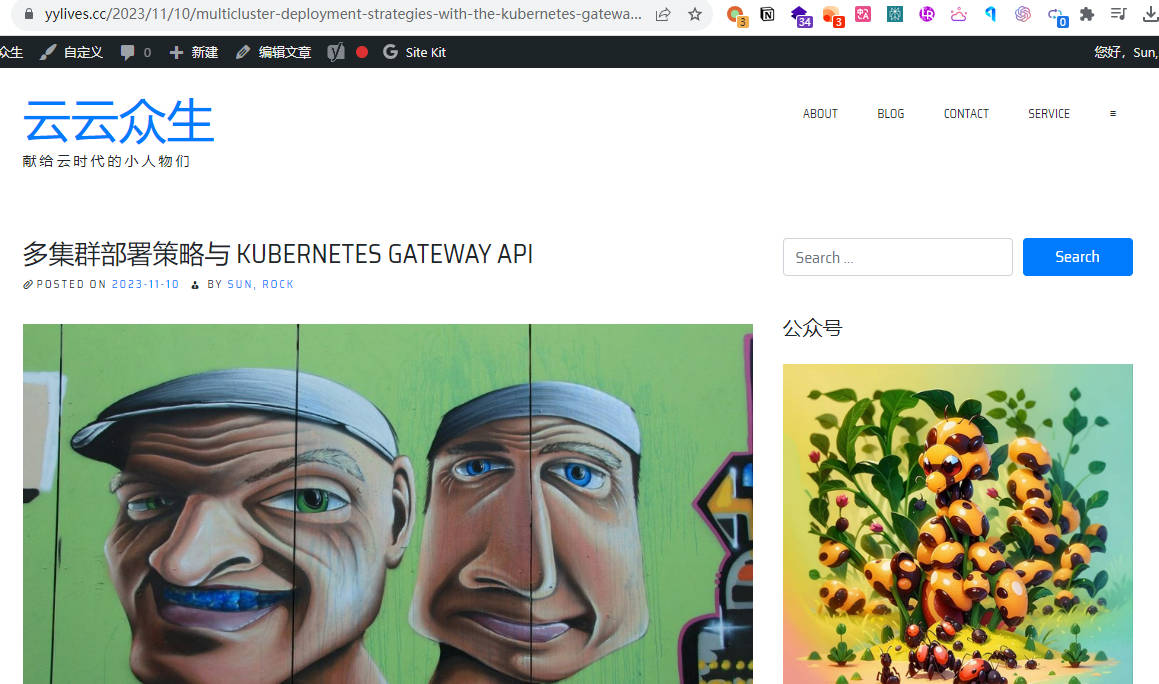 yylives.cc/2023/11/10/multicluster-deployment-strategies-with-the-kubernetes-gatewa...
3
34
3
0
众生 自定义 0 新建 编辑文章 Site Kit 您好，Sun,
云云众生
献给云时代的小人物们
ABOUT BLOG CONTACT SERVICE ≡
多集群部署策略与 KUBERNETES GATEWAY API
POSTED ON 2023-11-10 BY SUN, ROCK
Search ...
Search
公众号